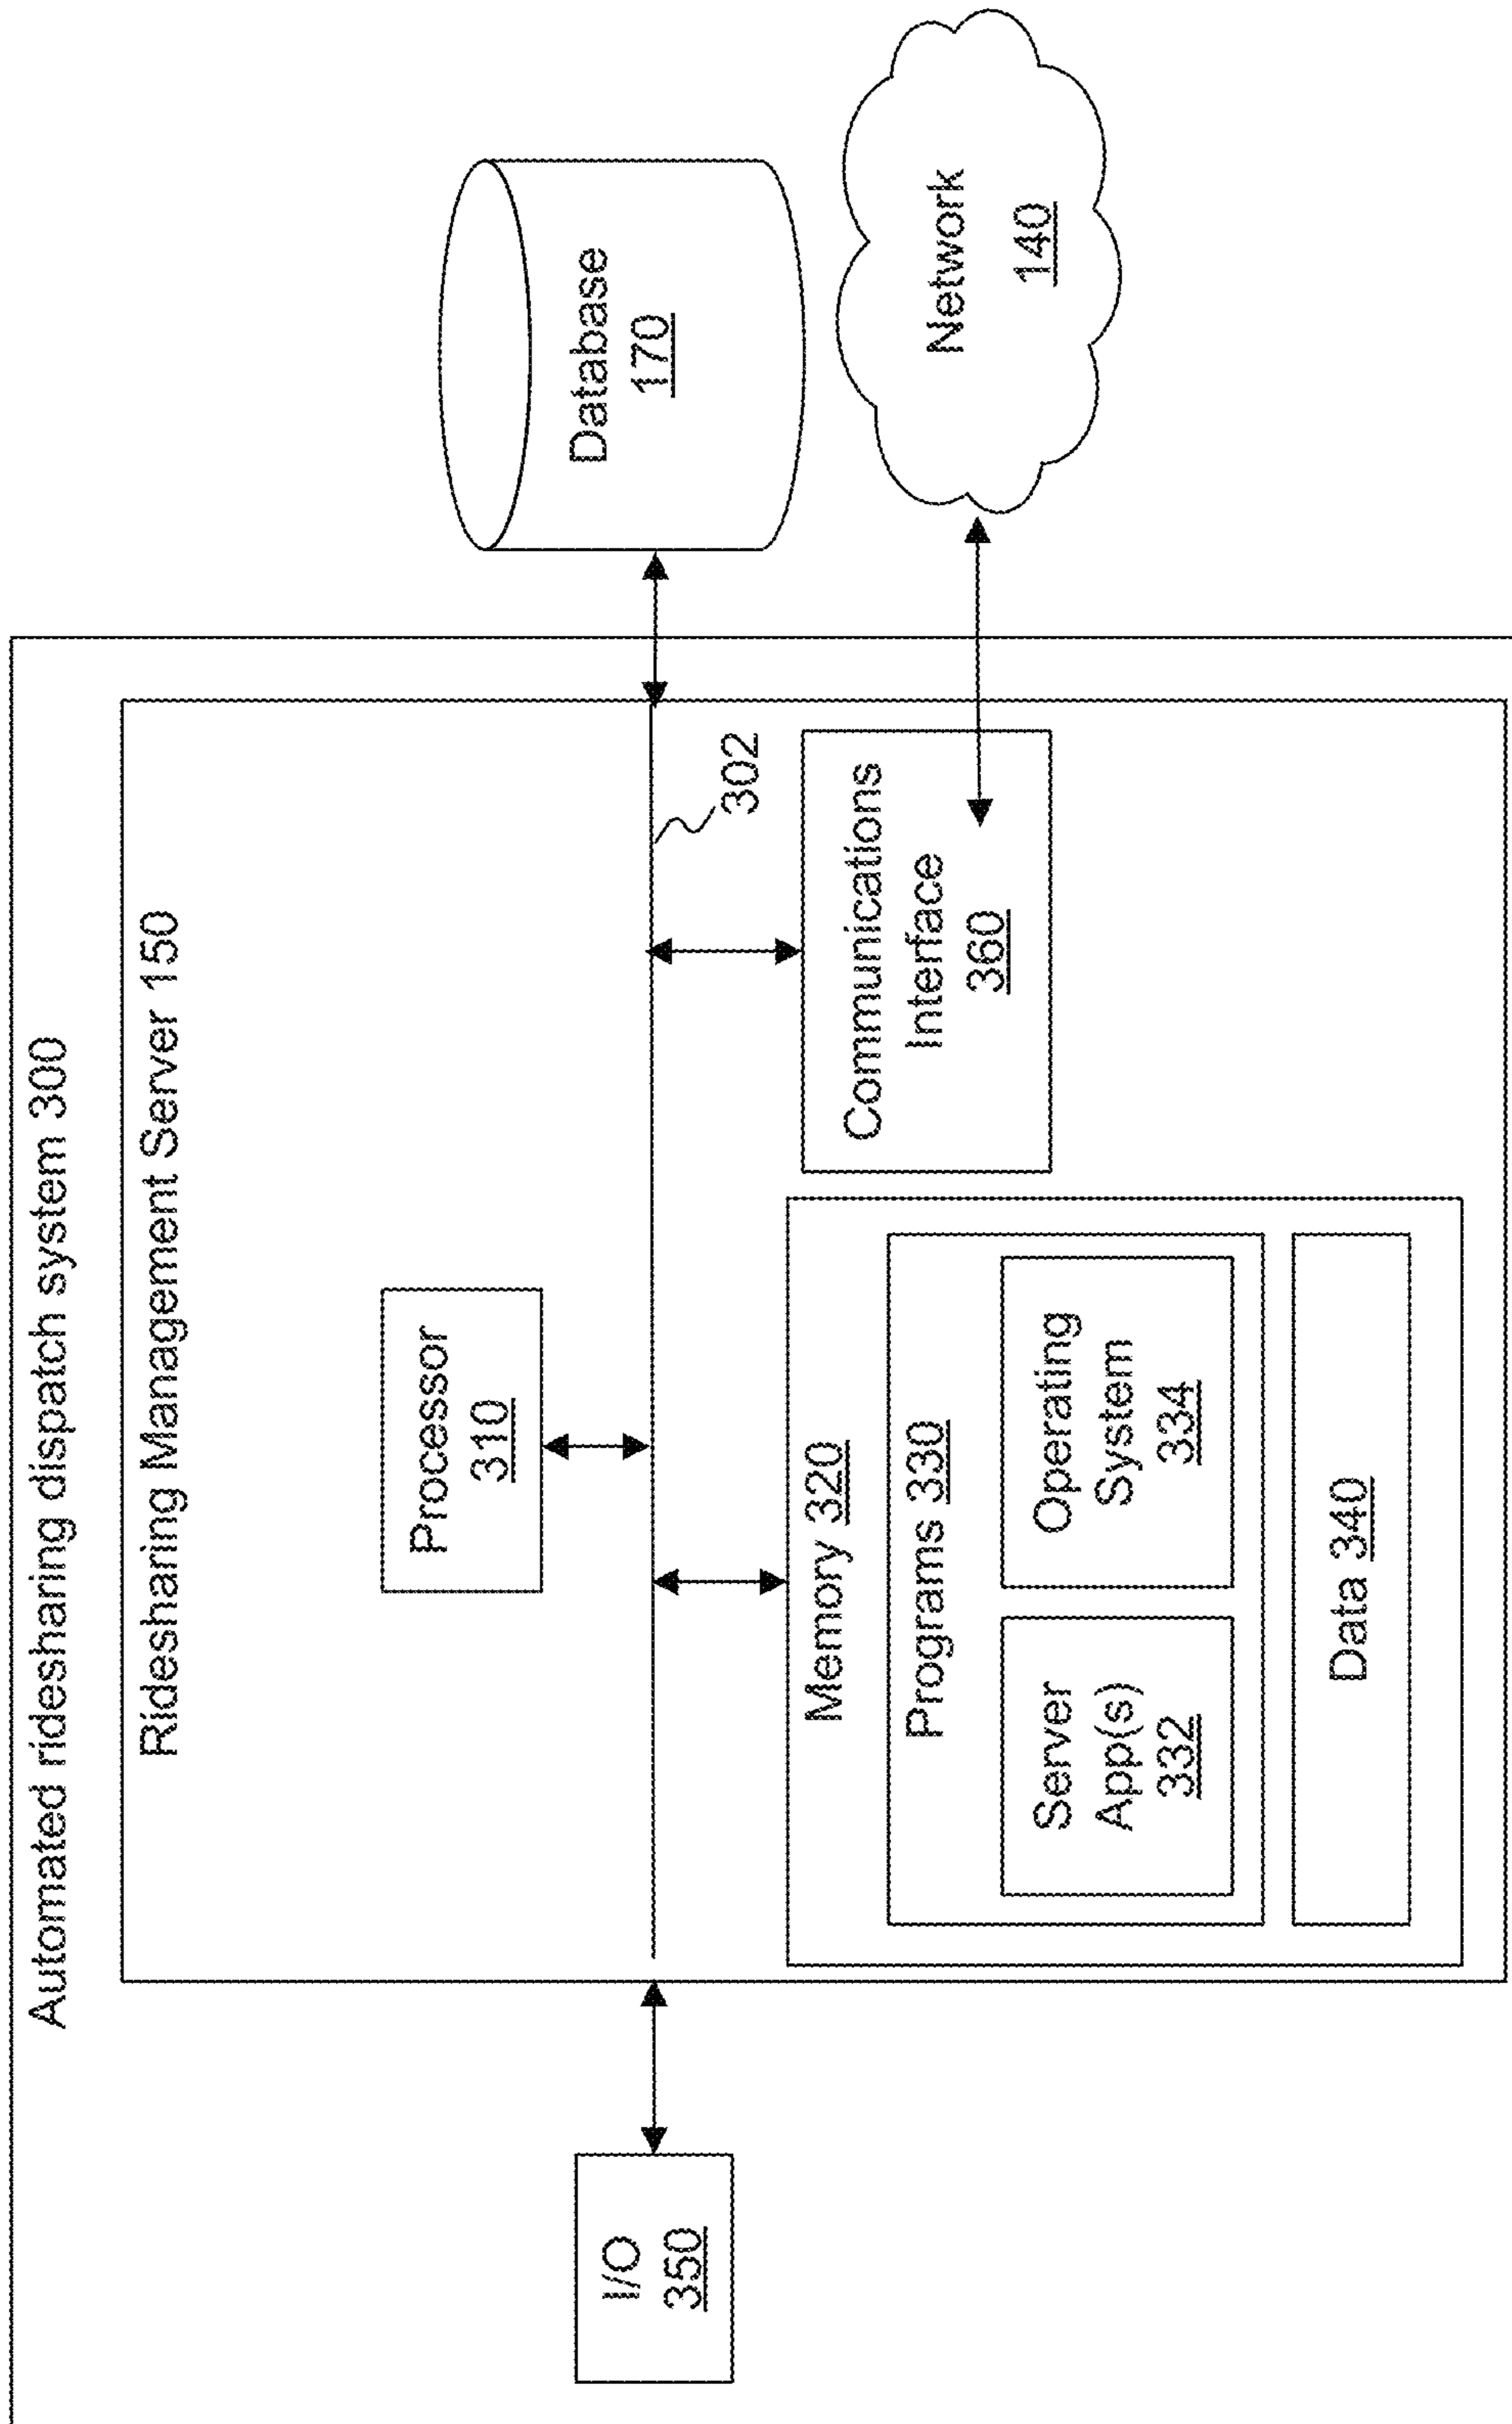 Automated ridesharing dispatch system 300
Ridesharing Management Server 150
Processor
310
302
I/O
350
Database
170
Memory 320
Programs 330
Server
App(s)
332
Operating
System
334
Data 340
Communications
Interface
360
Network
140